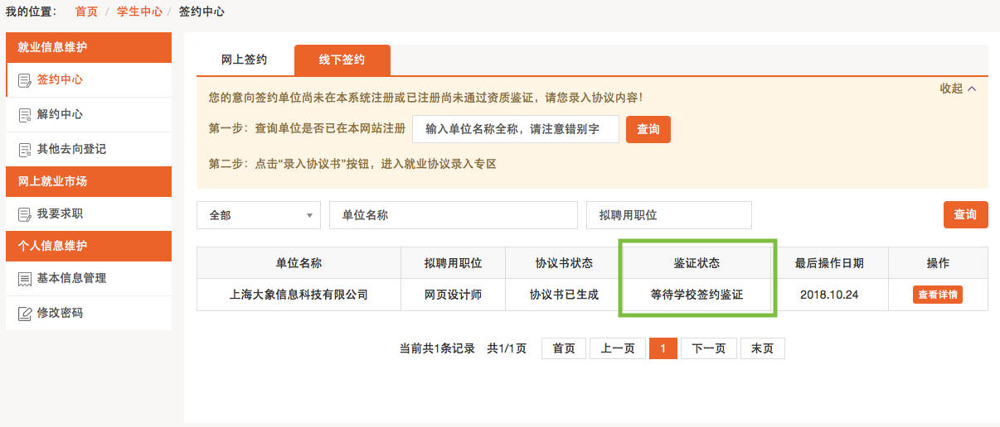 我的位置： 首页 / 学生中心 / 签约中心
就业信息维护
签约中心
解约中心
其他去向登记
网上就业市场
我要求职
个人信息维护
基本信息管理
修改密码
网上签约 线下签约
收起
您的意向签约单位尚未在本系统注册或已注册尚未通过资质鉴证，请您录入协议内容！
第一步：查询单位是否已在本网站注册 输入单位名称全称，请注意错别字 查询
第二步：点击“录入协议书”按钮，进入就业协议录入专区
全部 单位名称 拟聘用职位 查询
单位名称 拟聘用职位 协议书状态 鉴证状态 最后操作日期 操作
上海大象信息科技有限公司 网页设计师 协议书已生成 等待学校签约鉴证 2018.10.24 查看详情
当前共1条记录 共1/1页 首页 上一页 1 下一页 末页